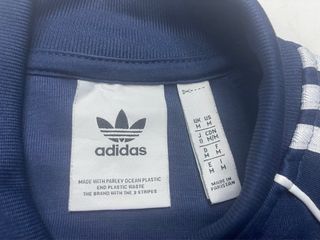 adidas
MADE WITH PARLEY OCEAN PLASTIC
END PLASTIC WASTE
THE BRAND WITH THE 3 STRIPES
UK M US M
D M F M
E M I M
MADE IN
PAKISTAN